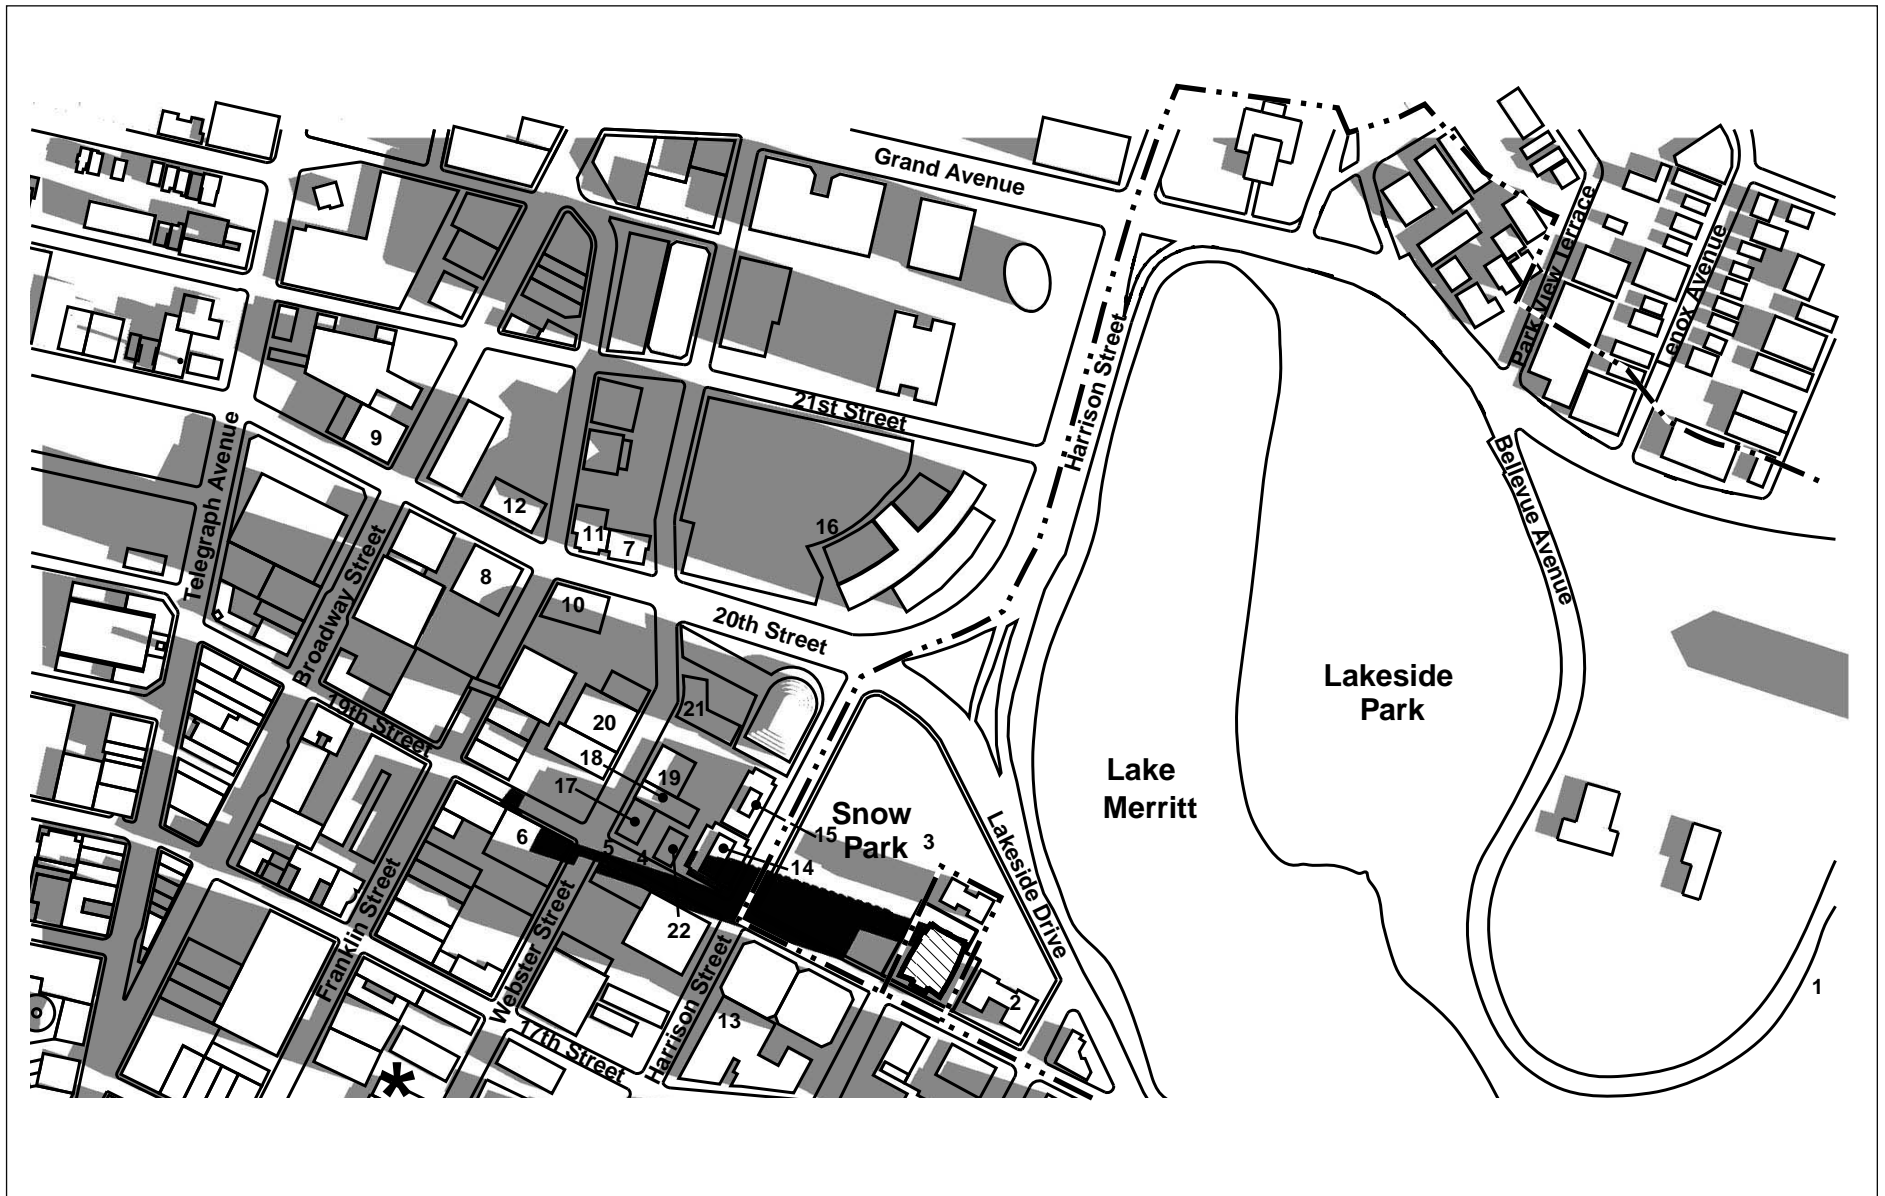 Grand Avenue
Harrison Street
Park View Terrace
enox Avenue
21st Street
9
Telegraph Avenue
12
11
7
16
Bellevue Avenue
8
10
20th Street
Broadway Street
Lakeside
Park
19th Street
20
21
18
19
17
Lake
Merritt
Snow
Park
3
15
6
5
4
14
Lakeside Drive
22
Franklin Street
Webster Street
Harrison Street
13
2
1
17th Street
*